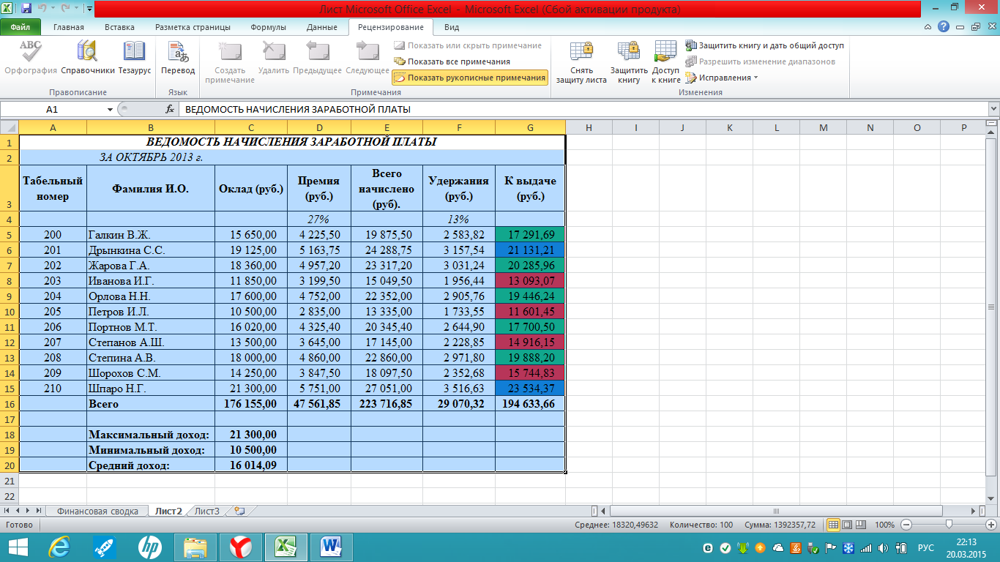 Лист Microsoft Office Excel - Microsoft Excel (Сбой активации продукта)
Файл Главная Вставка Разметка страницы Формулы Данные Рецензирование Вид
ABC
Орфография Справочники Тезаурус Перевод Создать примечание Удалить Предыдущее Следующее Показать или скрыть примечание
Показать все примечания
Показать рукописные примечания
Снять защиту листа Защитить книгу Доступ к книге Защитить книгу и дать общий доступ
Разрешить изменение диапазонов
Исправления
Правописание Язык Примечания Изменения
A1 fx ВЕДОМОСТЬ НАЧИСЛЕНИЯ ЗАРАБОТНОЙ ПЛАТЫ
A B C D E F G H I J K L M N O P
1 ВЕДОМОСТЬ НАЧИСЛЕНИЯ ЗАРАБОТНОЙ ПЛАТЫ
2 ЗА ОКТЯБРЬ 2013 г.
3 Табельный номер Фамилия И.О. Оклад (руб.) Премия (руб.) Всего начислено (руб). Удержания (руб.) К выдаче (руб.)
4 27% 13%
5 200 Галкин В.Ж. 15 650,00 4 225,50 19 875,50 2 583,82 17 291,69
6 201 Дрынкина С.С. 19 125,00 5 163,75 24 288,75 3 157,54 21 131,21
7 202 Жарова Г.А. 18 360,00 4 957,20 23 317,20 3 031,24 20 285,96
8 203 Иванова И.Г. 11 850,00 3 199,50 15 049,50 1 956,44 13 093,07
9 204 Орлова Н.Н. 17 600,00 4 752,00 22 352,00 2 905,76 19 446,24
10 205 Петров И.Л. 10 500,00 2 835,00 13 335,00 1 733,55 11 601,45
11 206 Портнов М.Т. 16 020,00 4 325,40 20 345,40 2 644,90 17 700,50
12 207 Степанов А.Ш. 13 500,00 3 645,00 17 145,00 2 228,85 14 916,15
13 208 Степина А.В. 18 000,00 4 860,00 22 860,00 2 971,80 19 888,20
14 209 Шорохов С.М. 14 250,00 3 847,50 18 097,50 2 352,68 15 744,83
15 210 Шпаро Н.Г. 21 300,00 5 751,00 27 051,00 3 516,63 23 534,37
16 Всего 176 155,00 47 561,85 223 716,85 29 070,32 194 633,66
17
18 Максимальный доход: 21 300,00
19 Минимальный доход: 10 500,00
20 Средний доход: 16 014,09
21
22
Финансовая сводка Лист2 Лист3
Готово Среднее: 18320,49632 Количество: 100 Сумма: 1392357,72 100%
РУС 22:13
20.03.2015